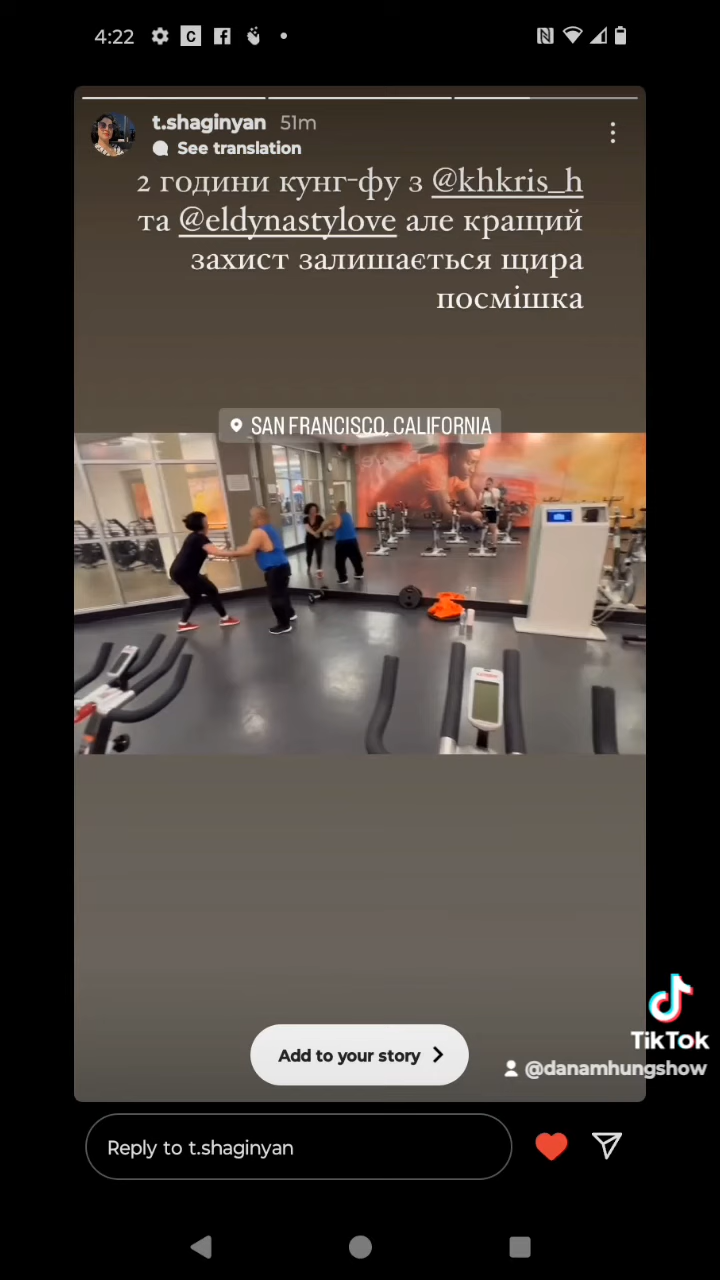 4:22
t.shaginyan 51m
See translation
2 години кунг-фу з @khkris_h
та @eldynastylove але кращий
захист залишається щира
посмішка
SAN FRANCISCO, CALIFORNIA
Add to your story
TikTok
@danamhungshow
Reply to t.shaginyan